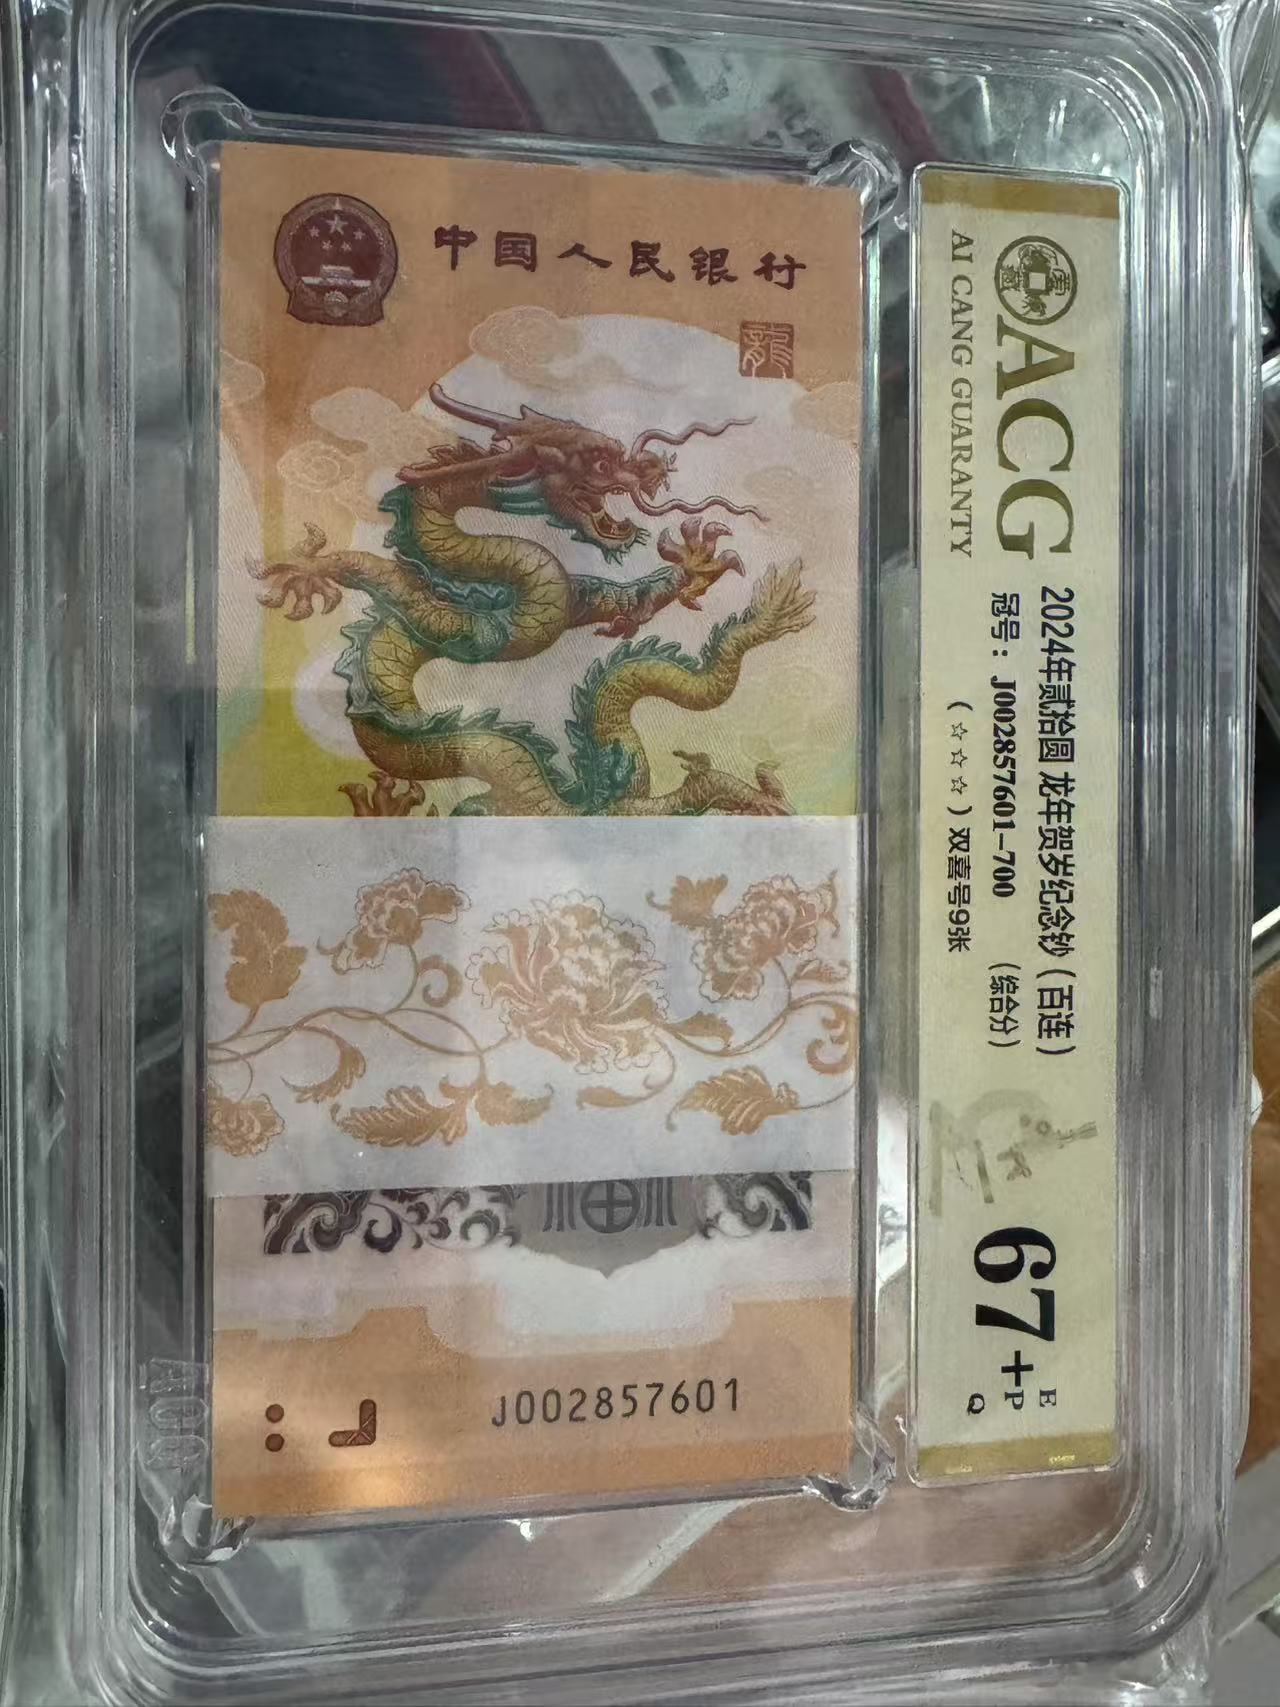 中国人民银行
龍
J002857601
ACG
AI CANG GUARANTY
2024年贰拾圆 龙年贺岁纪念钞（百连）
冠号：J002857601-700 （综合分）
（☆☆☆）双喜号9张
67+
E
P
Q
ACG